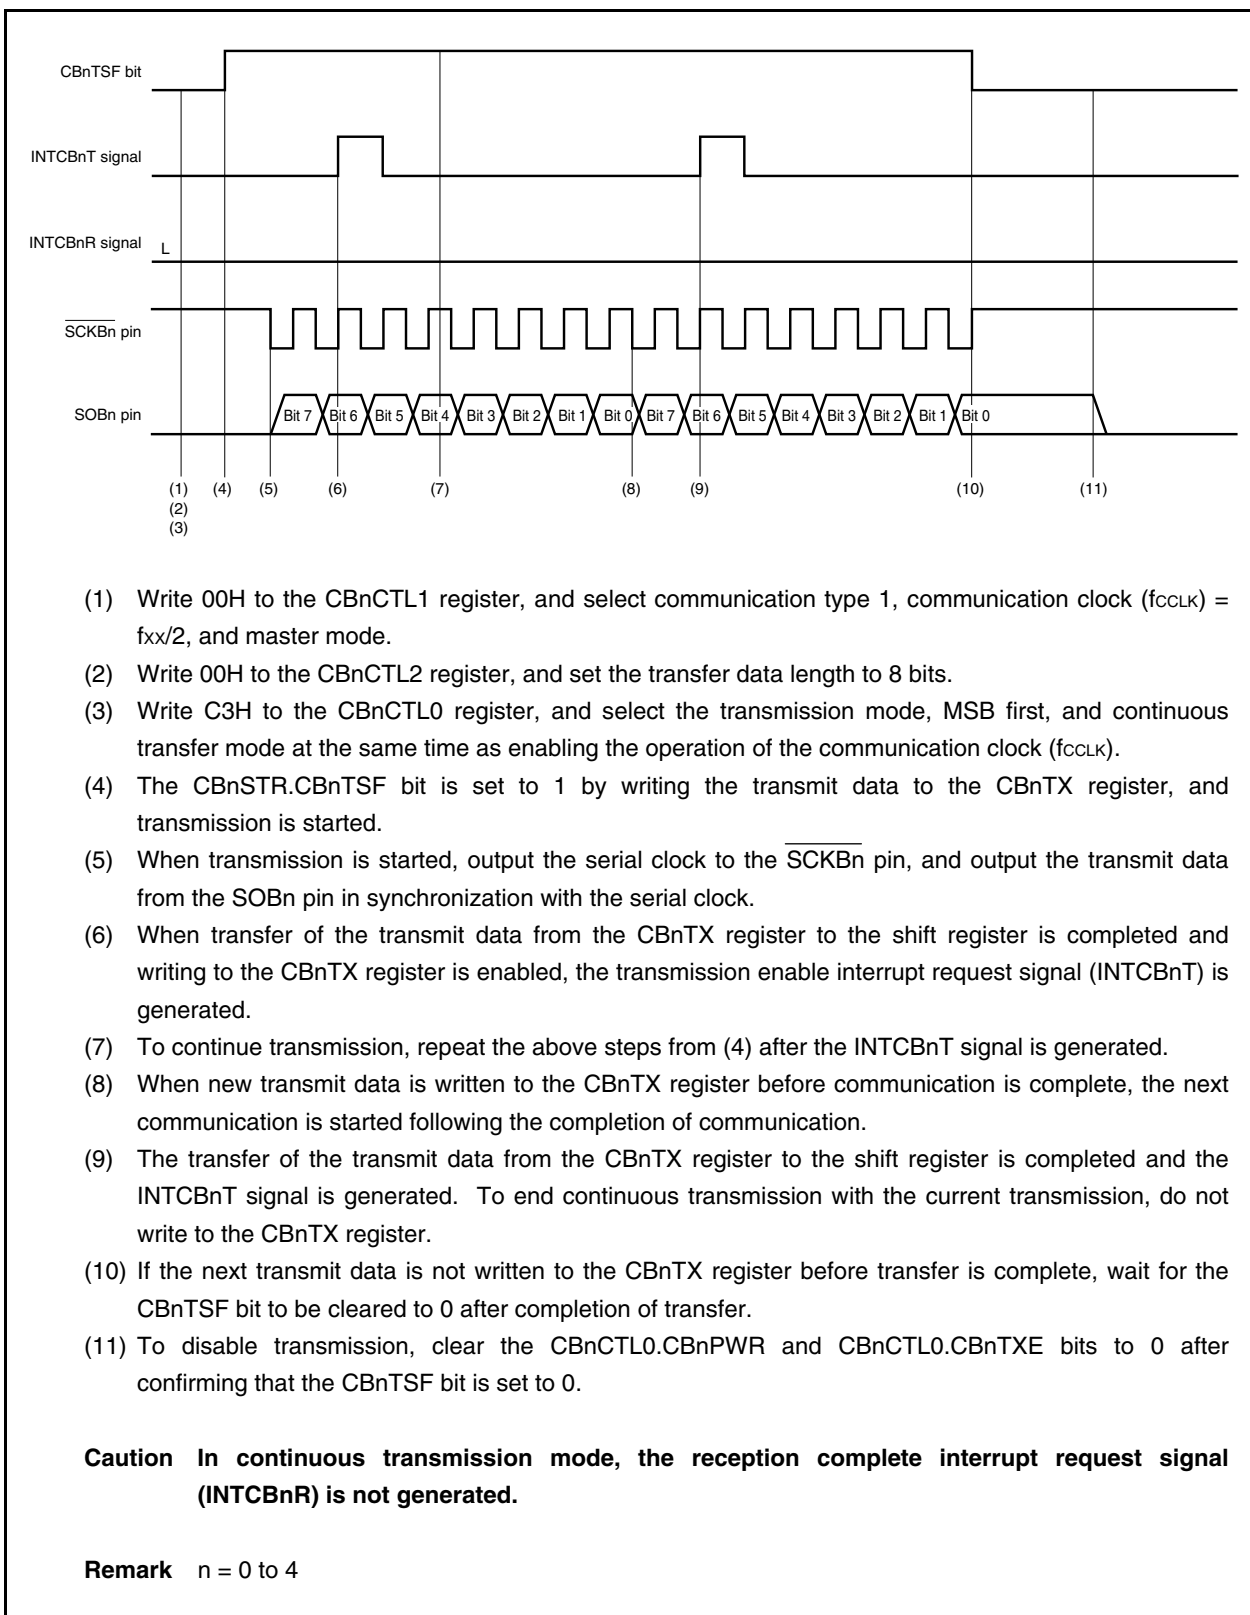 CBnTSF bit
INTCBnT signal
INTCBnR signal L
SCKBn pin
SOBn pin Bit 7 Bit 6 Bit 5 Bit 4 Bit 3 Bit 2 Bit 1 Bit 0 Bit 7 Bit 6 Bit 5 Bit 4 Bit 3 Bit 2 Bit 1 Bit 0
(1) (4) (5) (6) (7) (8) (9) (10) (11)
(2)
(3)
(1) Write 00H to the CBnCTL1 register, and select communication type 1, communication clock (fCCLK) =
fXX/2, and master mode.
(2) Write 00H to the CBnCTL2 register, and set the transfer data length to 8 bits.
(3) Write C3H to the CBnCTL0 register, and select the transmission mode, MSB first, and continuous
transfer mode at the same time as enabling the operation of the communication clock (fCCLK).
(4) The CBnSTR.CBnTSF bit is set to 1 by writing the transmit data to the CBnTX register, and
transmission is started.
(5) When transmission is started, output the serial clock to the SCKBn pin, and output the transmit data
from the SOBn pin in synchronization with the serial clock.
(6) When transfer of the transmit data from the CBnTX register to the shift register is completed and
writing to the CBnTX register is enabled, the transmission enable interrupt request signal (INTCBnT) is
generated.
(7) To continue transmission, repeat the above steps from (4) after the INTCBnT signal is generated.
(8) When new transmit data is written to the CBnTX register before communication is complete, the next
communication is started following the completion of communication.
(9) The transfer of the transmit data from the CBnTX register to the shift register is completed and the
INTCBnT signal is generated. To end continuous transmission with the current transmission, do not
write to the CBnTX register.
(10) If the next transmit data is not written to the CBnTX register before transfer is complete, wait for the
CBnTSF bit to be cleared to 0 after completion of transfer.
(11) To disable transmission, clear the CBnCTL0.CBnPWR and CBnCTL0.CBnTXE bits to 0 after
confirming that the CBnTSF bit is set to 0.
Caution In continuous transmission mode, the reception complete interrupt request signal
(INTCBnR) is not generated.
Remark n = 0 to 4